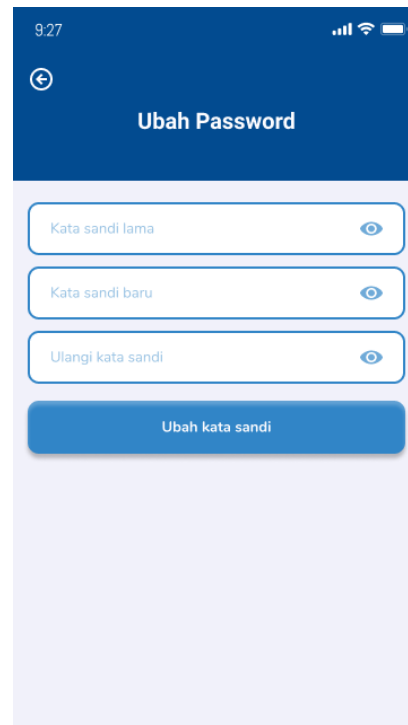 9:27
Ubah Password
Kata sandi lama
Kata sandi baru
Ulangi kata sandi
Ubah kata sandi